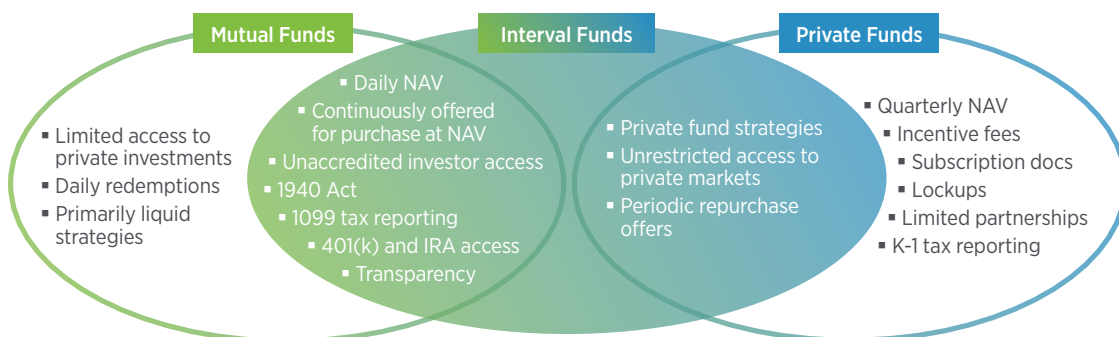 Mutual Funds
Interval Funds
Private Funds
▪ Limited access to
private investments
▪ Daily redemptions
▪ Primarily liquid
strategies
▪ Daily NAV
▪ Continuously offered
for purchase at NAV
▪ Unaccredited investor access
▪ 1940 Act
▪ 1099 tax reporting
▪ 401(k) and IRA access
▪ Transparency
▪ Private fund strategies
▪ Unrestricted access to
private markets
▪ Periodic repurchase
offers
▪ Quarterly NAV
▪ Incentive fees
▪ Subscription docs
▪ Lockups
▪ Limited partnerships
▪ K-1 tax reporting